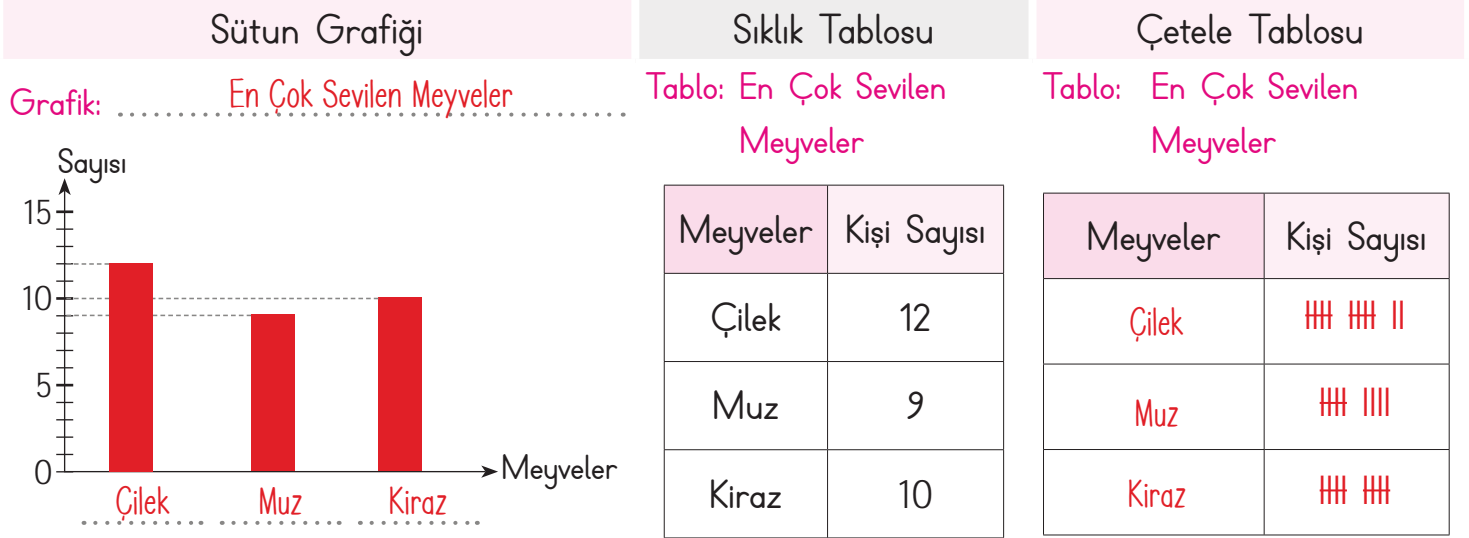 Sütun Grafiği
Grafik: En Çok Sevilen Meyveler
Sayısı
15
10
5
0
Meyveler
Çilek Muz Kiraz
Sıklık Tablosu
Tablo: En Çok Sevilen
Meyveler
Meyveler Kişi Sayısı
Çilek 12
Muz 9
Kiraz 10
Çetele Tablosu
Tablo: En Çok Sevilen
Meyveler
Meyveler Kişi Sayısı
Çilek
Muz
Kiraz